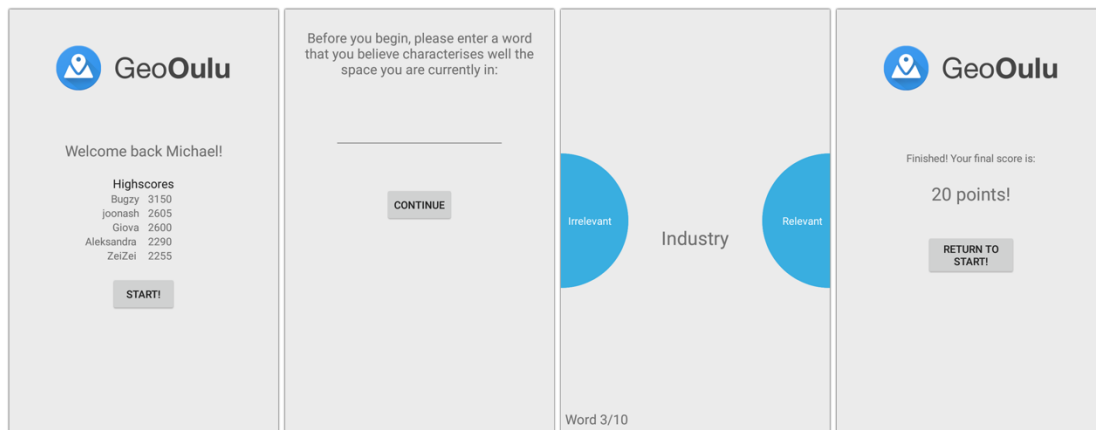 GeoOulu
Welcome back Michael!
Highscores
Bugzy 3150
joonash 2605
Giova 2600
Aleksandra 2290
ZeiZei 2255
START!
Before you begin, please enter a word
that you believe characterises well the
space you are currently in:
CONTINUE
Irrelevant
Industry
Relevant
Word 3/10
GeoOulu
Finished! Your final score is:
20 points!
RETURN TO
START!